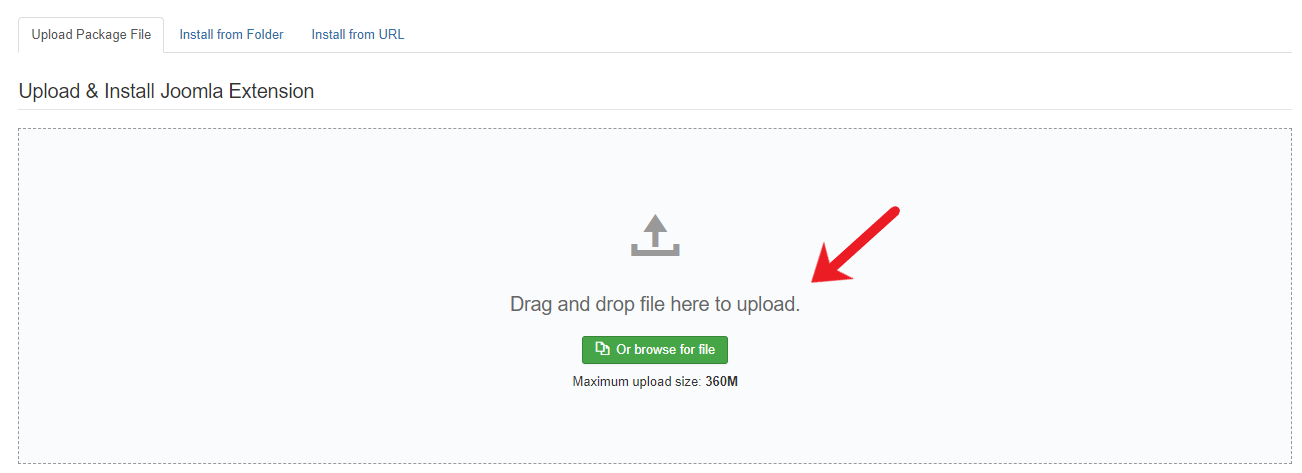 Upload Package File Install from Folder Install from URL
Upload & Install Joomla Extension
Drag and drop file here to upload.
Or browse for file
Maximum upload size: 360M